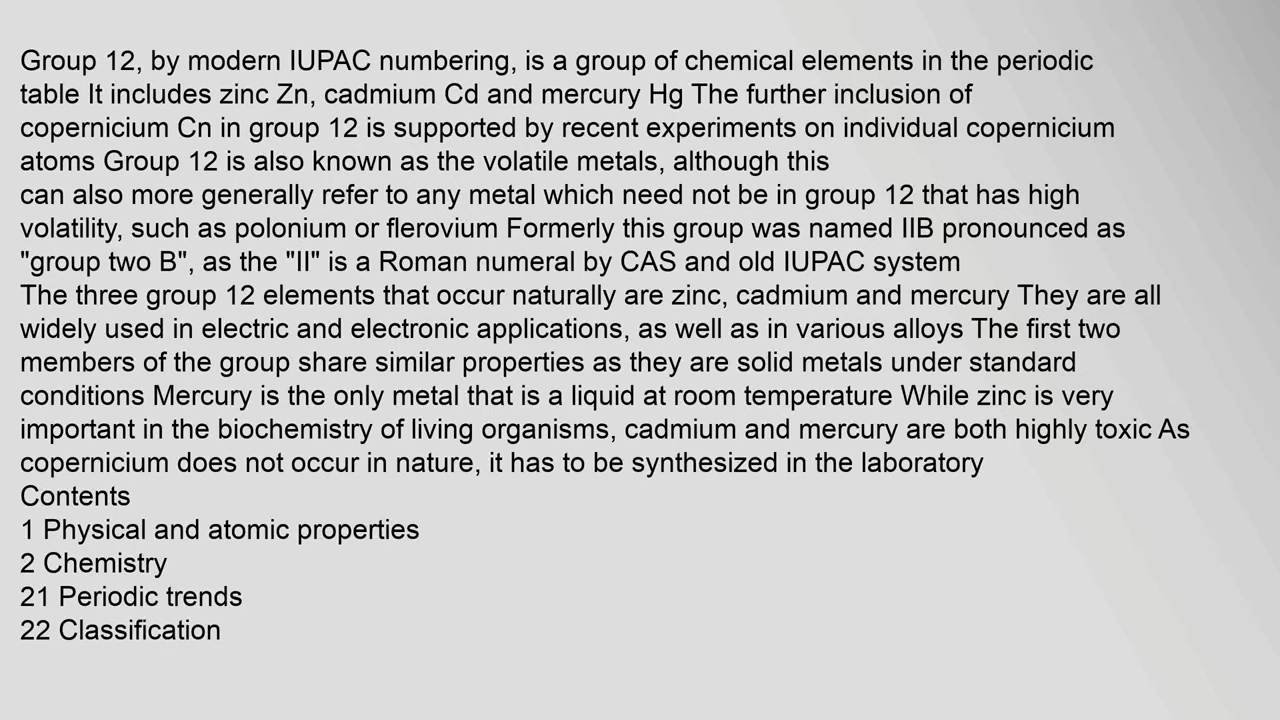 Group 12, by modern IUPAC numbering, is a group of chemical elements in the periodic
table It includes zinc Zn, cadmium Cd and mercury Hg The further inclusion of
copernicium Cn in group 12 is supported by recent experiments on individual copernicium
atoms Group 12 is also known as the volatile metals, although this
can also more generally refer to any metal which need not be in group 12 that has high
volatility, such as polonium or flerovium Formerly this group was named IIB pronounced as
"group two B", as the "II" is a Roman numeral by CAS and old IUPAC system
The three group 12 elements that occur naturally are zinc, cadmium and mercury They are all
widely used in electric and electronic applications, as well as in various alloys The first two
members of the group share similar properties as they are solid metals under standard
conditions Mercury is the only metal that is a liquid at room temperature While zinc is very
important in the biochemistry of living organisms, cadmium and mercury are both highly toxic As
copernicium does not occur in nature, it has to be synthesized in the laboratory
Contents
1 Physical and atomic properties
2 Chemistry
21 Periodic trends
22 Classification